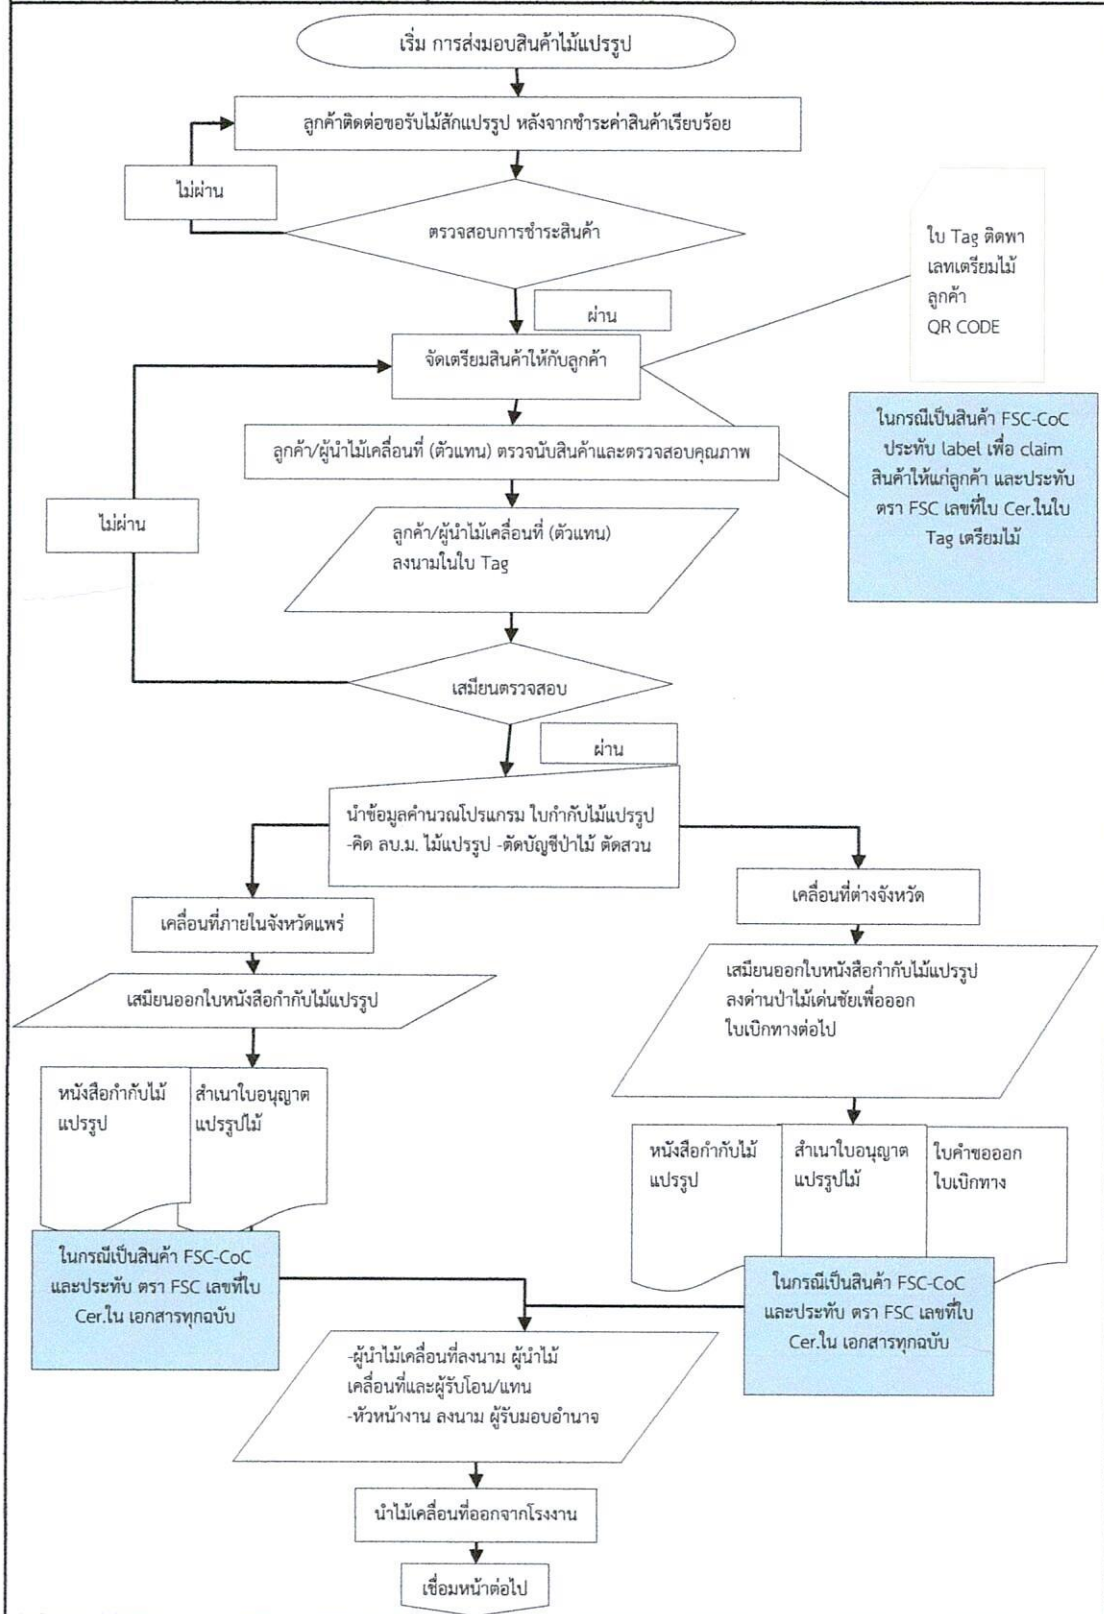 เริ่ม การส่งมอบสินค้าไม้แปรรูป
ลูกค้าติดต่อขอรับไม้สักแปรรูป หลังจากชำระค่าสินค้าเรียบร้อย
ไม่ผ่าน
ตรวจสอบการชำระสินค้า
ใบ Tag ติดพา
เลทเตรียมไม้
ลูกค้า
QR CODE
ผ่าน
จัดเตรียมสินค้าให้กับลูกค้า
ในกรณีเป็นสินค้า FSC-CoC
ประทับ label เพื่อ claim
สินค้าให้แก่ลูกค้า และประทับ
ตรา FSC เลขที่ใบ Cer.ในใบ
Tag เตรียมไม้
ลูกค้า/ผู้นำไม้เคลื่อนที่ (ตัวแทน) ตรวจนับสินค้าและตรวจสอบคุณภาพ
ไม่ผ่าน
ลูกค้า/ผู้นำไม้เคลื่อนที่ (ตัวแทน)
ลงนามในใบ Tag
เสมียนตรวจสอบ
ผ่าน
นำข้อมูลคำนวณโปรแกรม ใบกำกับไม้แปรรูป
-คิด ลบ.ม. ไม้แปรรูป -ตัดบัญชีป่าไม้ ตัดสวน
เคลื่อนที่ภายในจังหวัดแพร่
เคลื่อนที่ต่างจังหวัด
เสมียนออกใบหนังสือกำกับไม้แปรรูป
เสมียนออกใบหนังสือกำกับไม้แปรรูป
ลงด่านป่าไม้เด่นชัยเพื่อออก
ใบเบิกทางต่อไป
หนังสือกำกับไม้
แปรรูป
สำเนาใบอนุญาต
แปรรูปไม้
หนังสือกำกับไม้
แปรรูป
สำเนาใบอนุญาต
แปรรูปไม้
ใบคำขอออก
ใบเบิกทาง
ในกรณีเป็นสินค้า FSC-CoC
และประทับ ตรา FSC เลขที่ใบ
Cer.ใน เอกสารทุกฉบับ
ในกรณีเป็นสินค้า FSC-CoC
และประทับ ตรา FSC เลขที่ใบ
Cer.ใน เอกสารทุกฉบับ
-ผู้นำไม้เคลื่อนที่ลงนาม ผู้นำไม้
เคลื่อนที่และผู้รับโอน/แทน
-หัวหน้างาน ลงนาม ผู้รับมอบอำนาจ
นำไม้เคลื่อนที่ออกจากโรงงาน
เชื่อมหน้าต่อไป